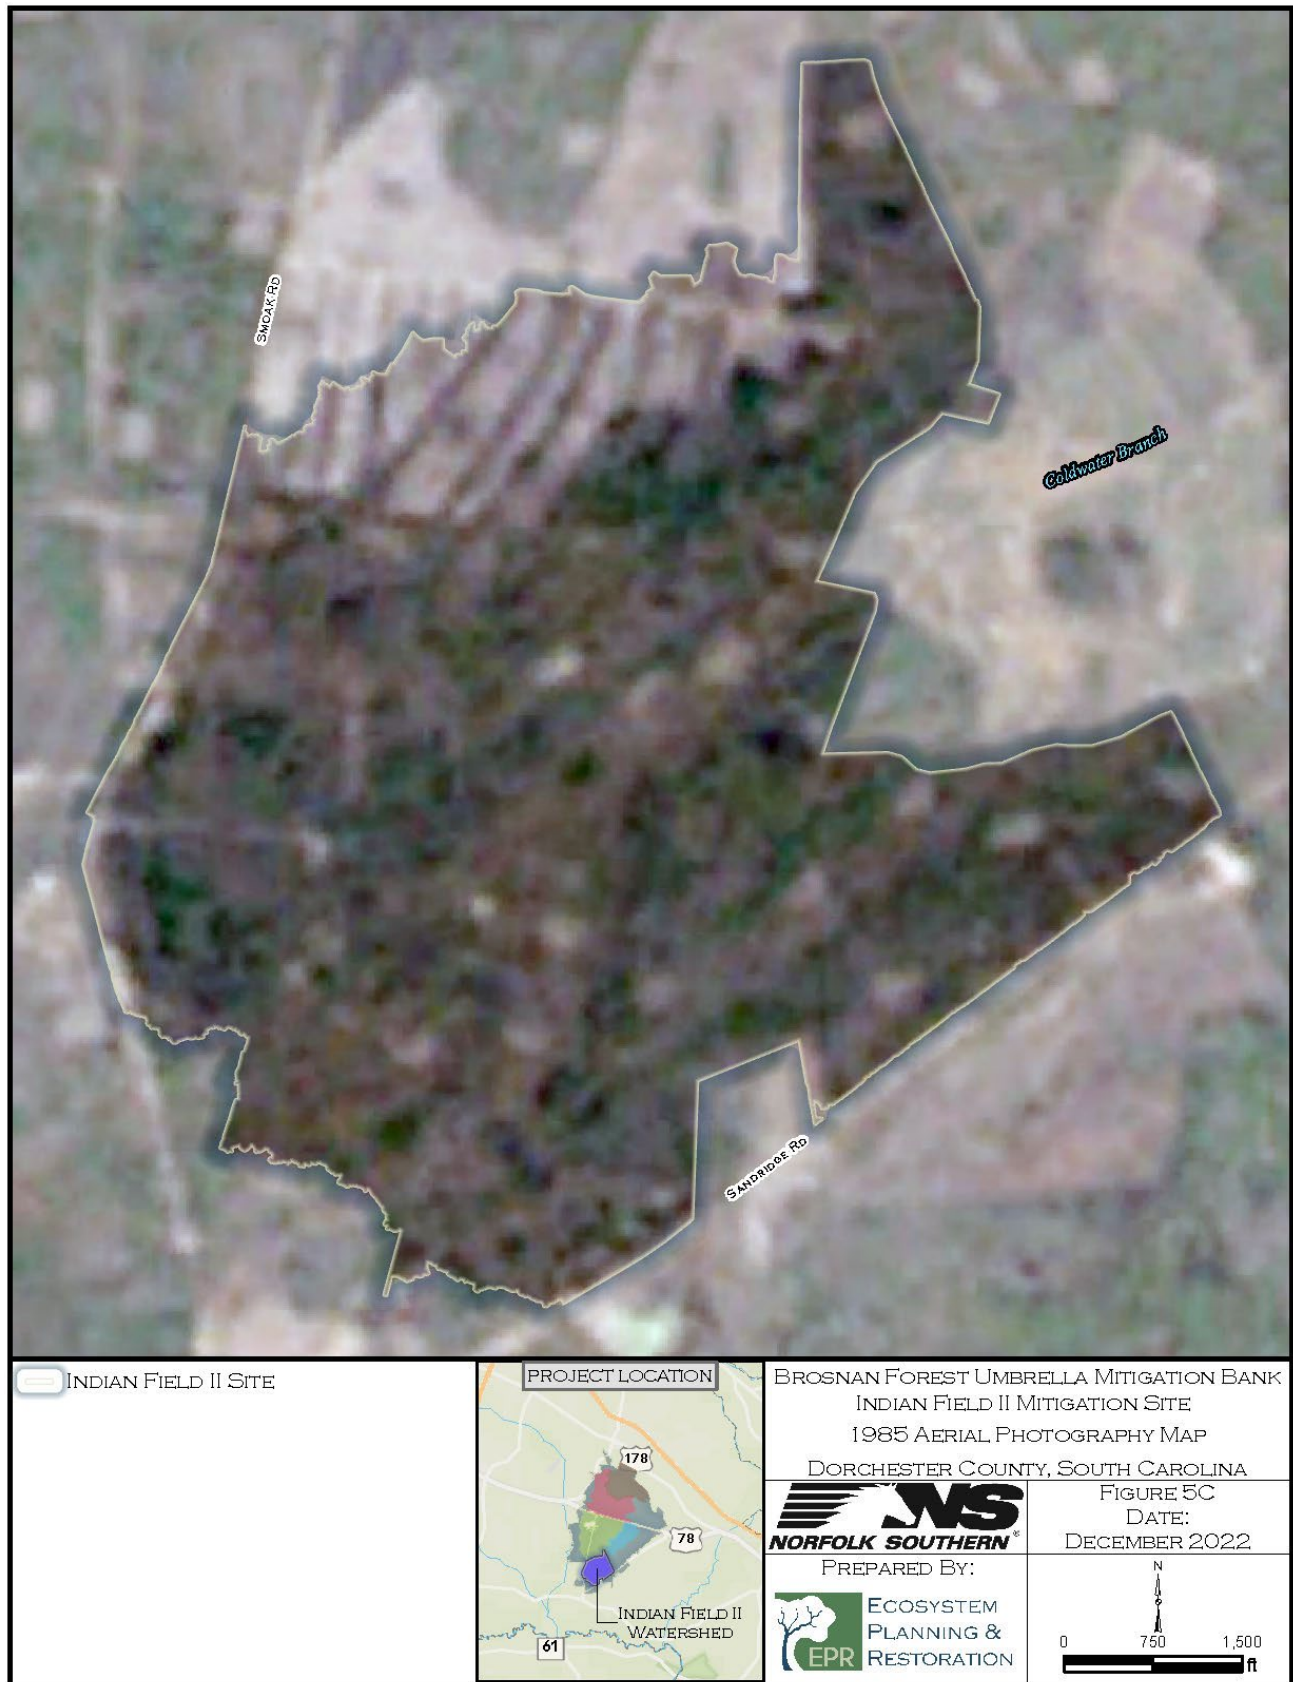 SMOAK RD
Coldwater Branch
SANDRIDGE RD
INDIAN FIELD II SITE
PROJECT LOCATION
178
78
INDIAN FIELD II
WATERSHED
61
BROSNAN FOREST UMBRELLA MITIGATION BANK
INDIAN FIELD II MITIGATION SITE
1985 AERIAL PHOTOGRAPHY MAP
DORCHESTER COUNTY, SOUTH CAROLINA
NS
NORFOLK SOUTHERN®
FIGURE 5C
DATE:
DECEMBER 2022
PREPARED BY:
EPR
ECOSYSTEM
PLANNING &
RESTORATION
N
0 750 1,500
ft